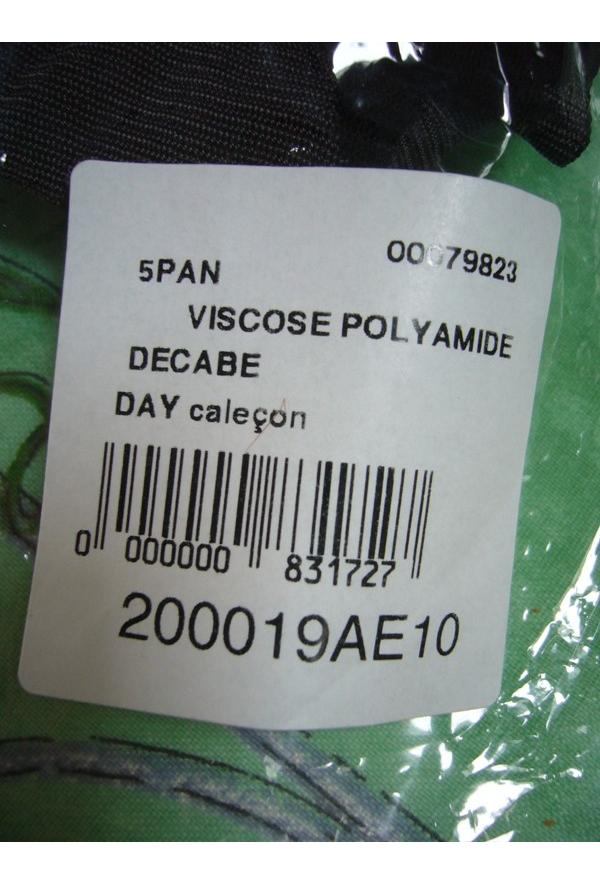 00079823
5PAN
VISCOSE POLYAMIDE
DECABE
DAY caleçon
0 000000 831727
200019AE10